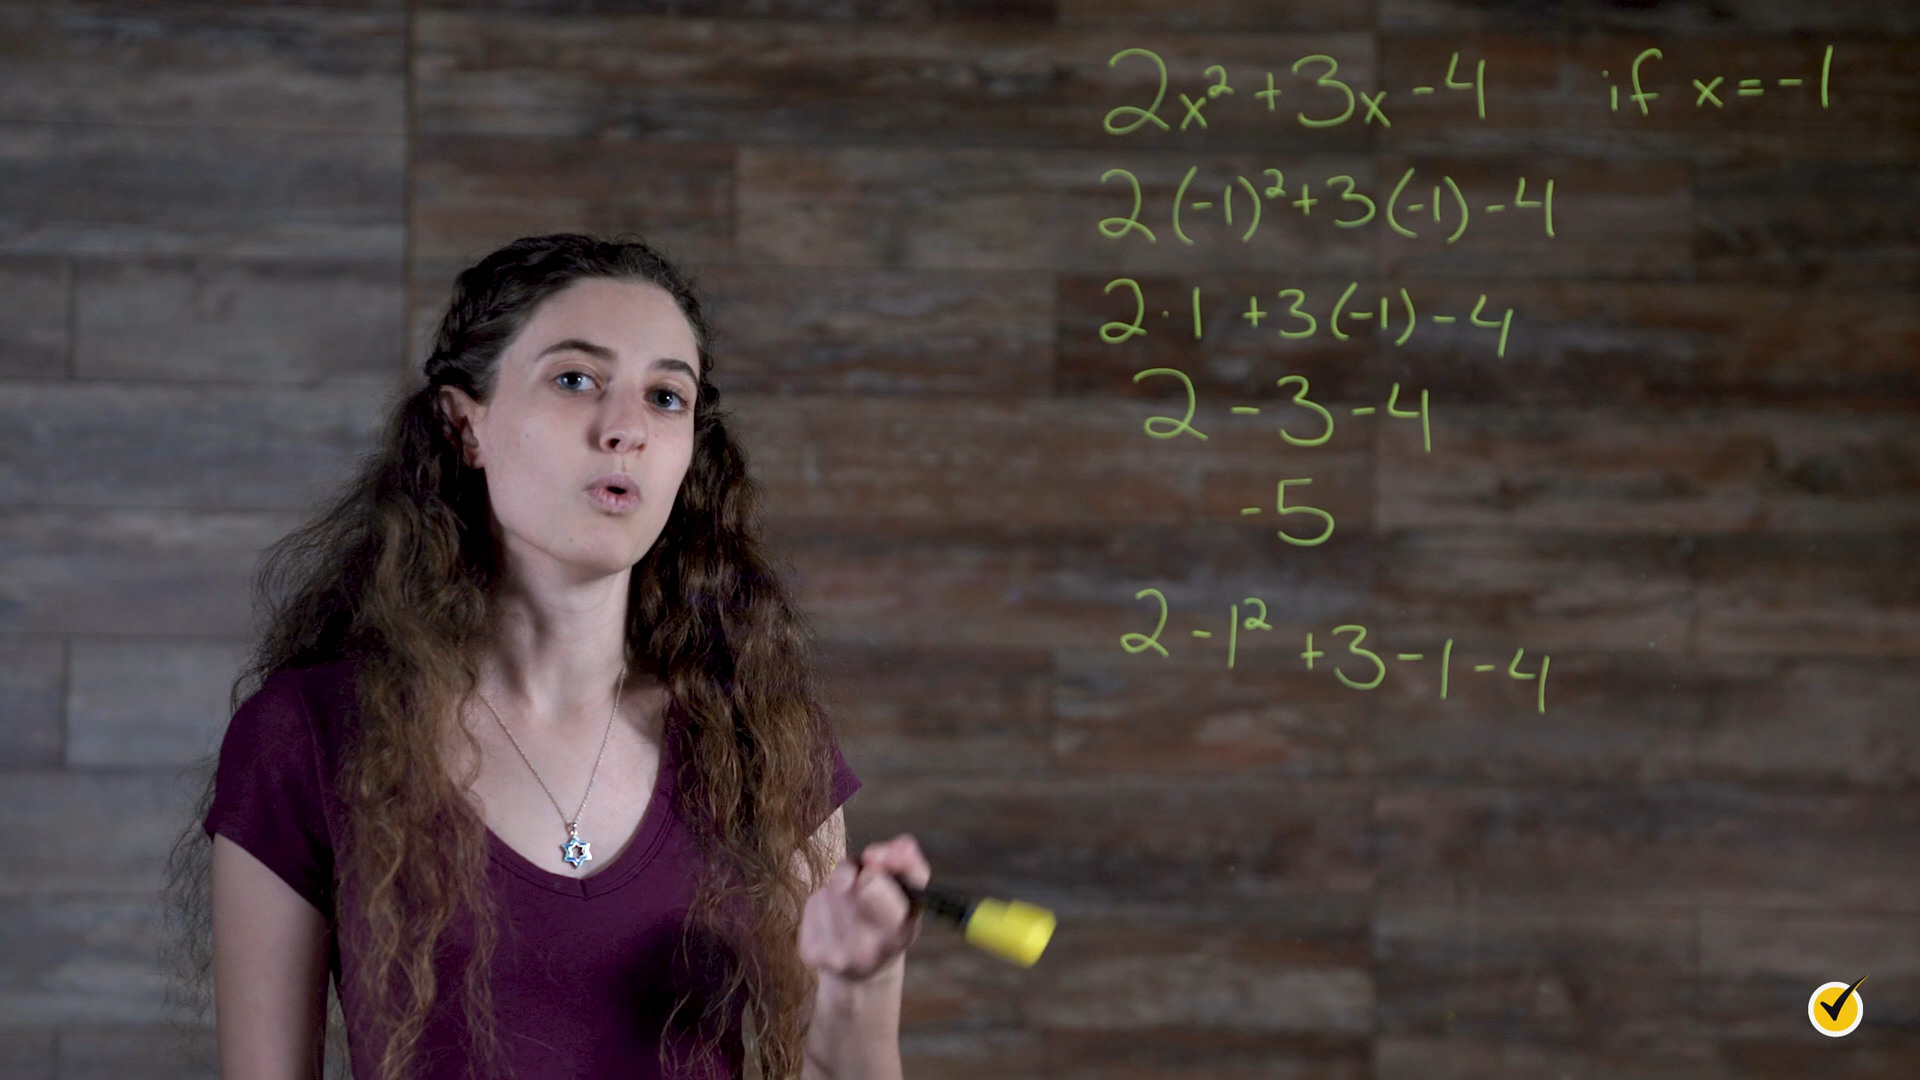 2x² + 3x - 4 if x = -1
2(-1)² + 3(-1) - 4
2·1 + 3(-1) - 4
2 - 3 - 4
-5
2 - 1² + 3 - 1 - 4